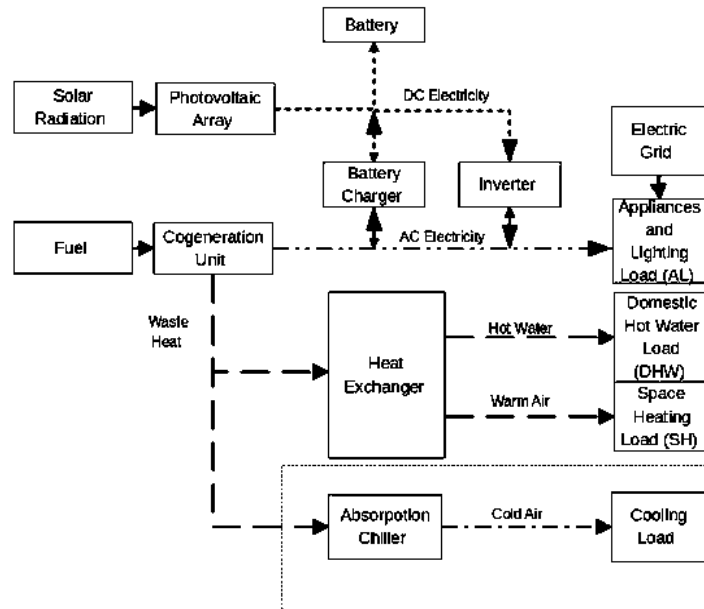 Battery
Solar
Radiation
Photovoltaic
Array
DC Electricity
Electric
Grid
Battery
Charger
Inverter
Fuel
Cogeneration
Unit
AC Electricity
Appliances
and
Lighting
Load (AL)
Waste
Heat
Heat
Exchanger
Hot Water
Domestic
Hot Water
Load
(DHW)
Warm Air
Space
Heating
Load (SH)
Absorpotion
Chiller
Cold Air
Cooling
Load